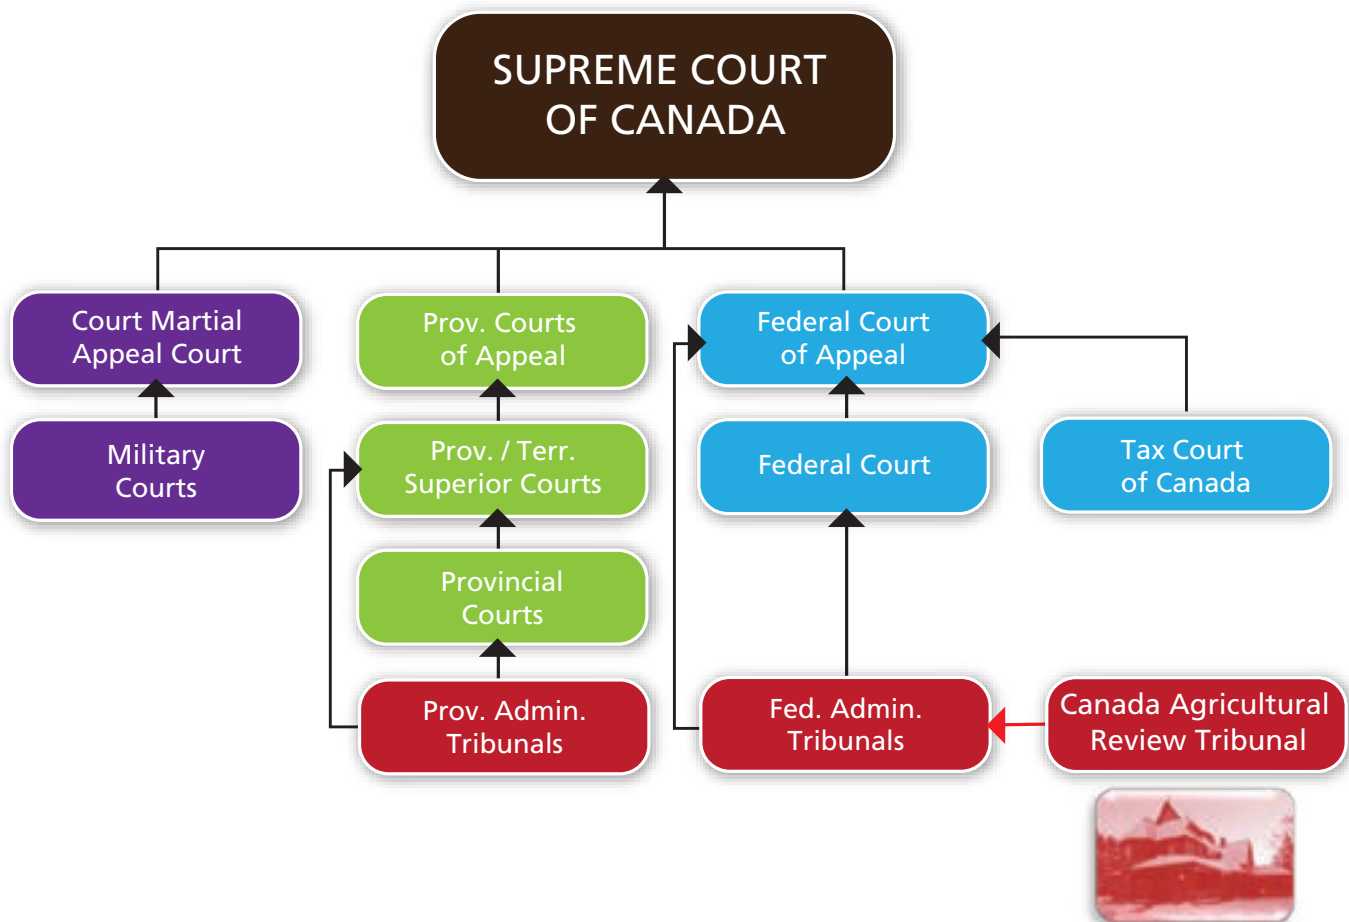 SUPREME COURT
OF CANADA
Court Martial
Appeal Court
Prov. Courts
of Appeal
Federal Court
of Appeal
Military
Courts
Prov. / Terr.
Superior Courts
Federal Court
Tax Court
of Canada
Provincial
Courts
Prov. Admin.
Tribunals
Fed. Admin.
Tribunals
Canada Agricultural
Review Tribunal